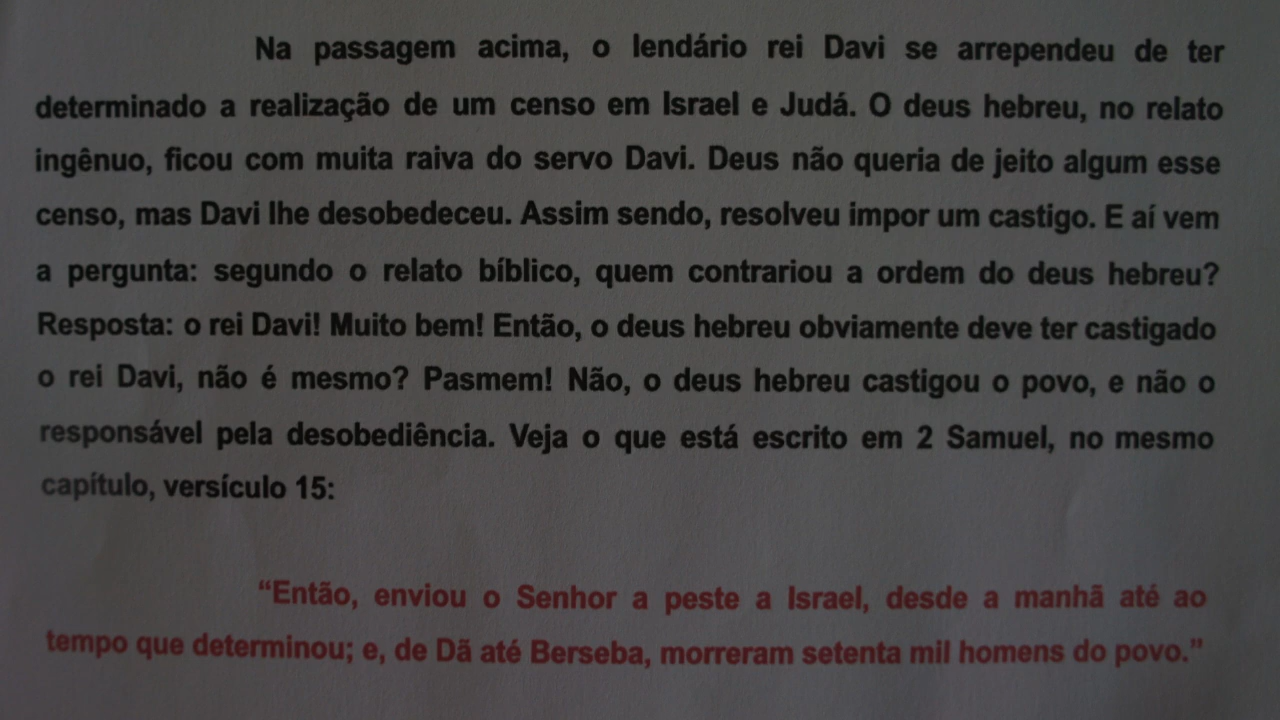 Na passagem acima, o lendário rei Davi se arrependeu de ter
determinado a realização de um censo em Israel e Judá. O deus hebreu, no relato
ingênuo, ficou com muita raiva do servo Davi. Deus não queria de jeito algum esse
censo, mas Davi lhe desobedeceu. Assim sendo, resolveu impor um castigo. E aí vem
a pergunta: segundo o relato bíblico, quem contrariou a ordem do deus hebreu?
Resposta: o rei Davi! Muito bem! Então, o deus hebreu obviamente deve ter castigado
o rei Davi, não é mesmo? Pasmem! Não, o deus hebreu castigou o povo, e não o
responsável pela desobediência. Veja o que está escrito em 2 Samuel, no mesmo
capítulo, versículo 15:
“Então, enviou o Senhor a peste a Israel, desde a manhã até ao
tempo que determinou; e, de Dã até Berseba, morreram setenta mil homens do povo.”